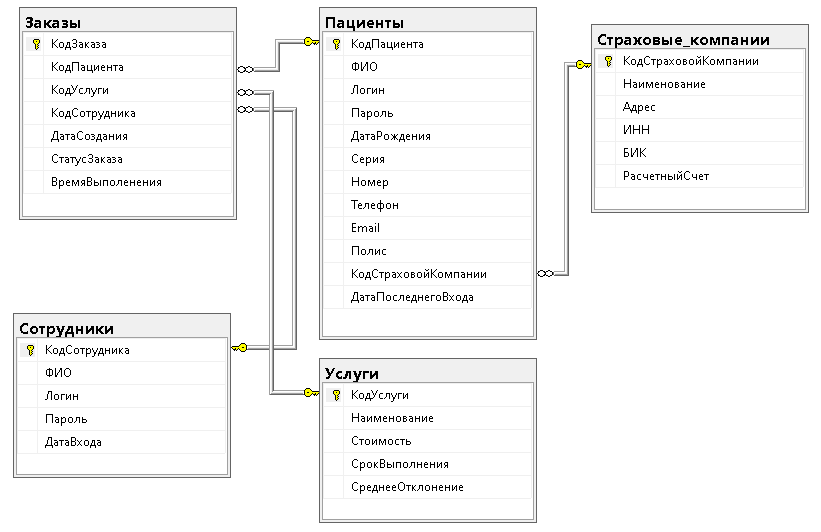 Заказы
КодЗаказа
КодПациента
КодУслуги
КодСотрудника
ДатаСоздания
СтатусЗаказа
ВремяВыполенения
Пациенты
КодПациента
ФИО
Логин
Пароль
ДатаРождения
Серия
Номер
Телефон
Email
Полис
КодСтраховойКомпании
ДатаПоследнегоВхода
Страховые_компании
КодСтраховойКомпании
Наименование
Адрес
ИНН
БИК
РасчетныйСчет
Сотрудники
КодСотрудника
ФИО
Логин
Пароль
ДатаВхода
Услуги
КодУслуги
Наименование
Стоимость
СрокВыполнения
СреднееОтклонение